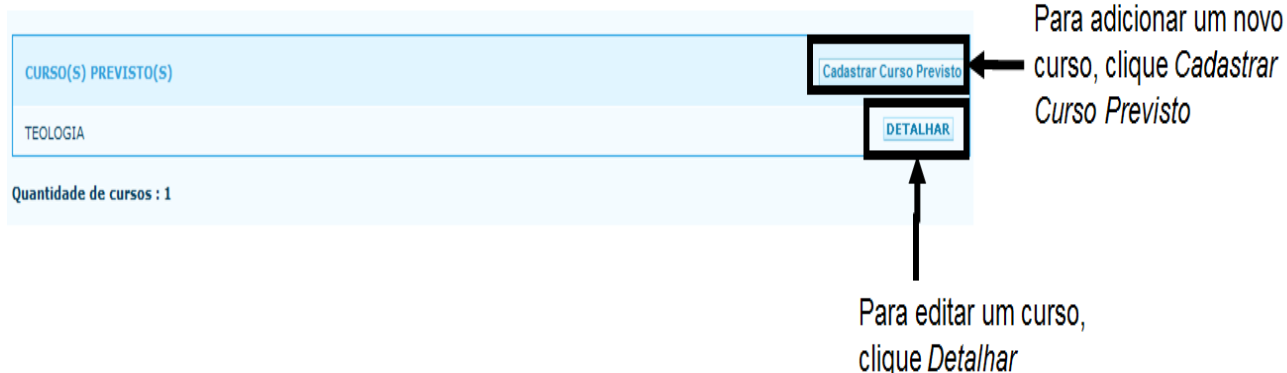 Para adicionar um novo
curso, clique Cadastrar
Curso Previsto
CURSO(S) PREVISTO(S)
Cadastrar Curso Previsto
TEOLOGIA
DETALHAR
Quantidade de cursos : 1
Para editar um curso,
clique Detalhar